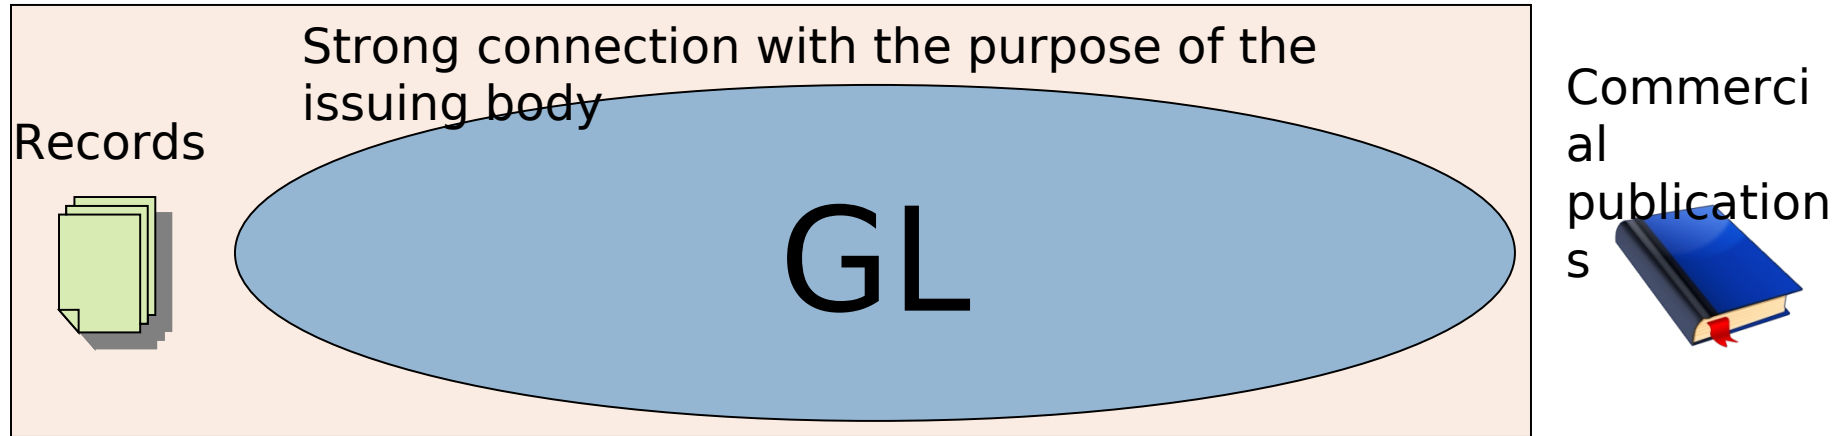 Strong connection with the purpose of the
issuing body
Records
GL
Commerci
al
publication
s